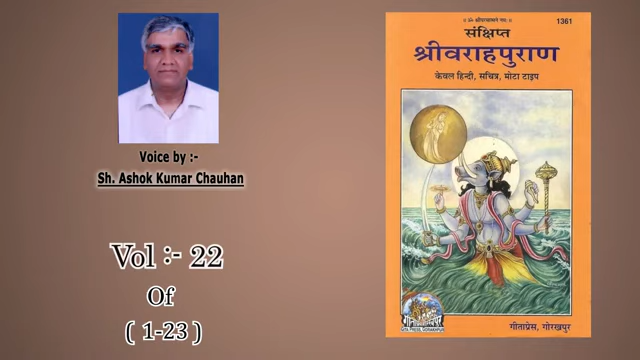 Voice by :-
Sh. Ashok Kumar Chauhan
Vol :- 22
Of
( 1-23 )
1361
संक्षिप्त
श्रीवराहपुराण
केवल हिन्दी, सचित्र, मोटा टाइप
गीताप्रेस, गोरखपुर